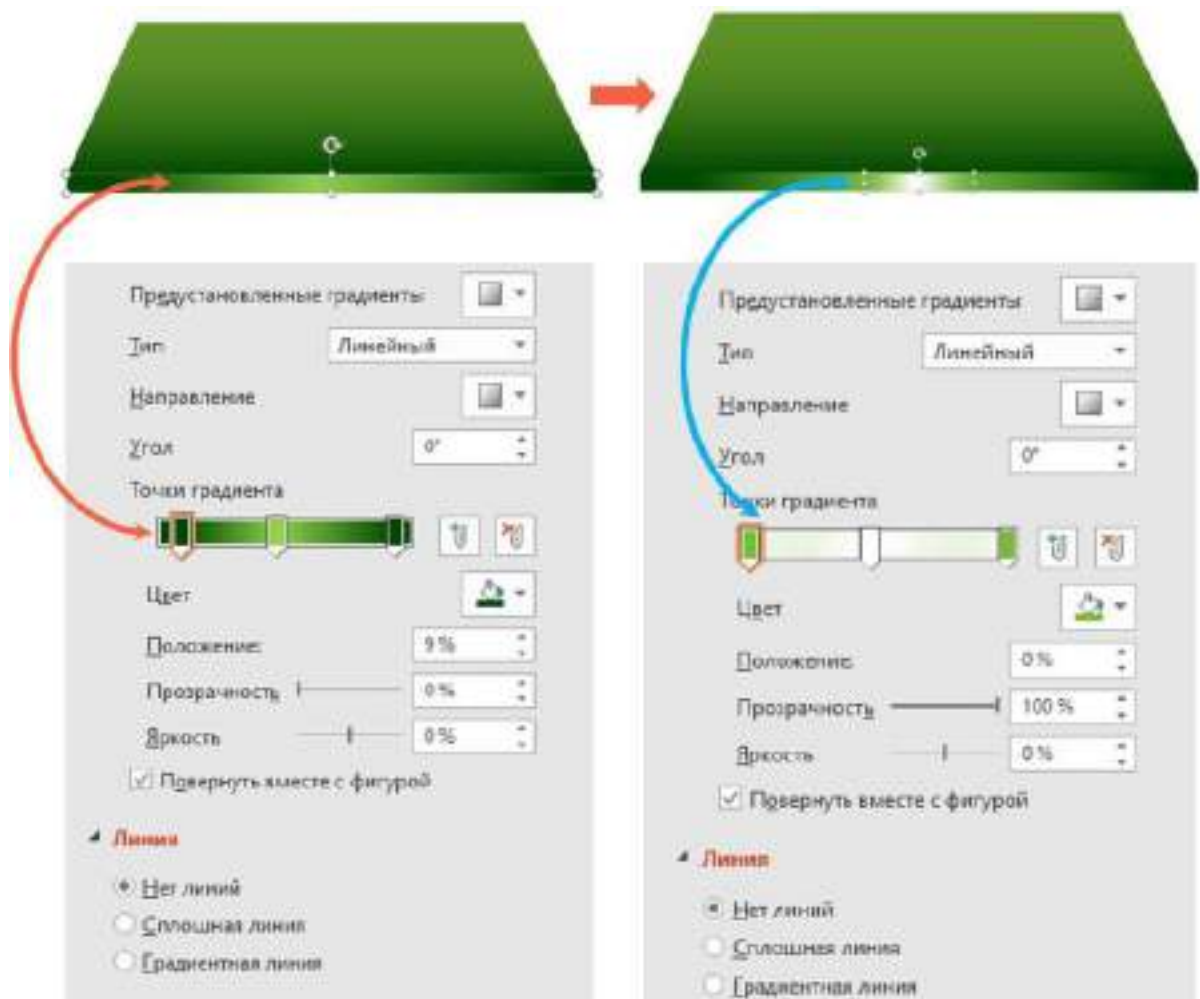 Предустановленные градиенты
Тип Линейный
Направление
Угол 0°
Точки градиента
Цвет
Положение 9 %
Прозрачность 0 %
Яркость 0 %
Повернуть вместе с фигурой
Линия
Нет линий
Сплошная линия
Градиентная линия
Предустановленные градиенты
Тип Линейный
Направление
Угол 0°
Точки градиента
Цвет
Положение 0 %
Прозрачность 100 %
Яркость 0 %
Повернуть вместе с фигурой
Линия
Нет линий
Сплошная линия
Градиентная линия